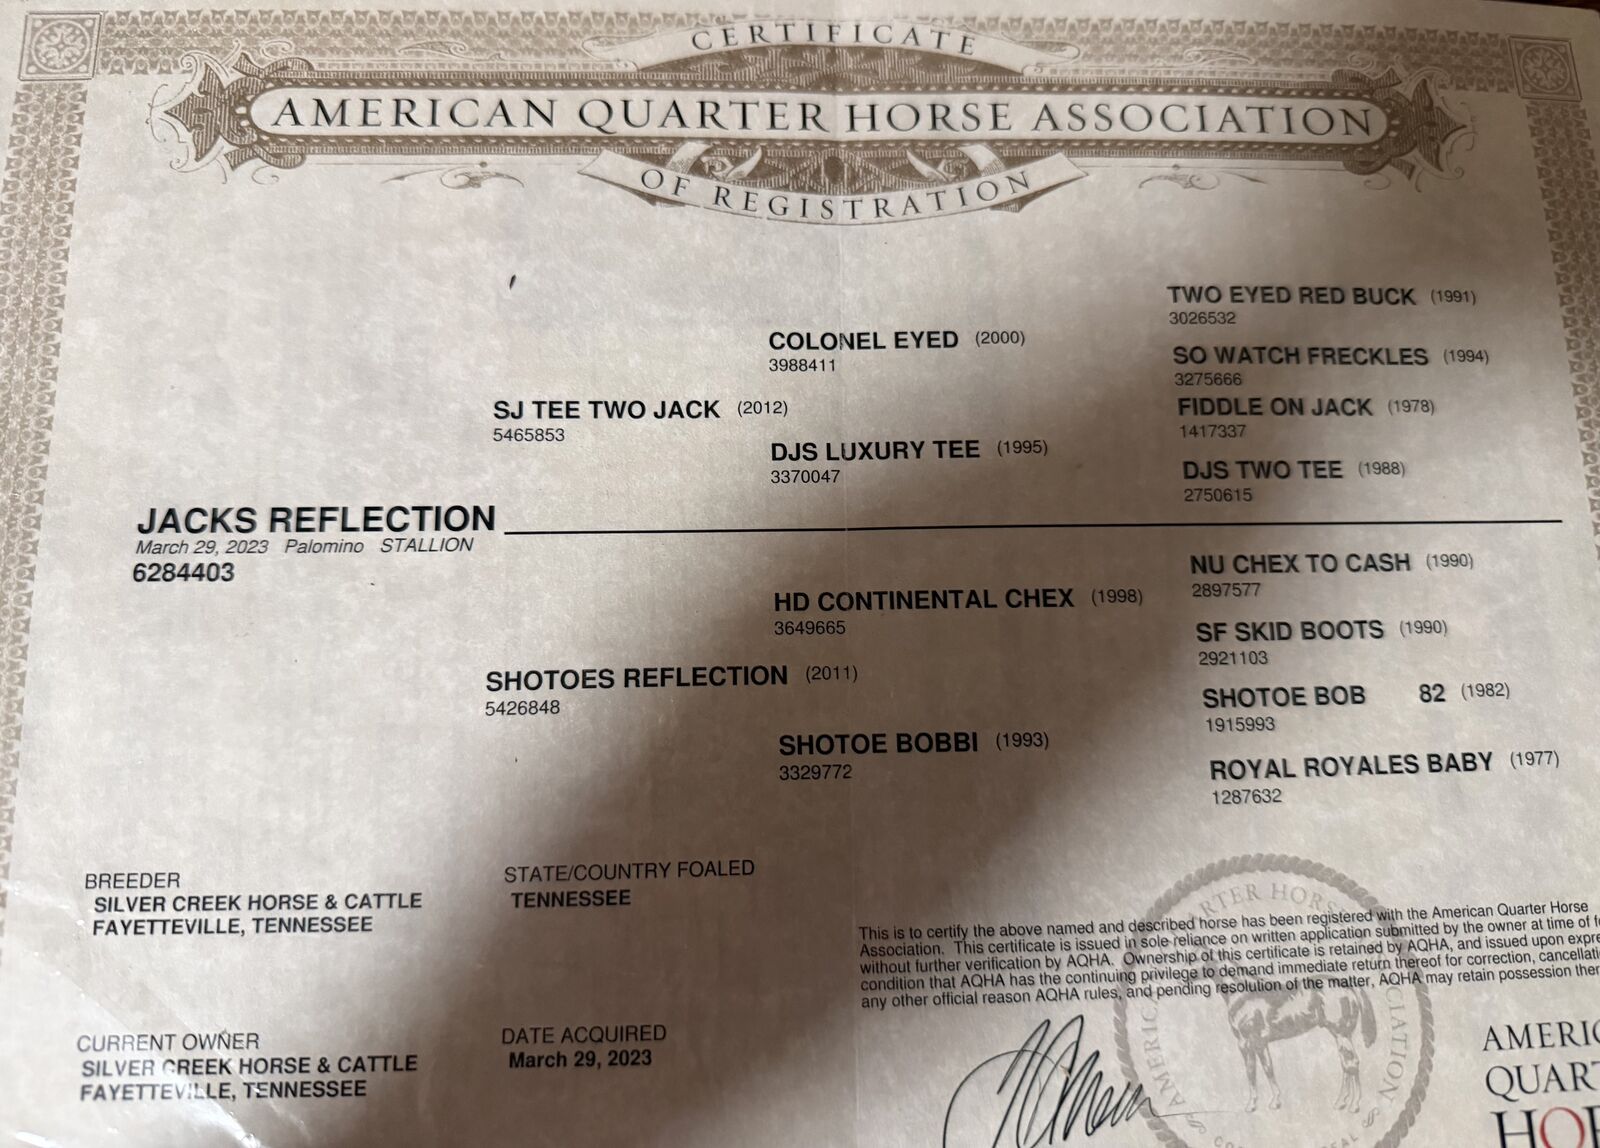 CERTIFICATE
AMERICAN QUARTER HORSE ASSOCIATION
OF REGISTRATION
TWO EYED RED BUCK (1991)
3026532
COLONEL EYED (2000)
3988411
SO WATCH FRECKLES (1994)
3275666
SJ TEE TWO JACK (2012)
5465853
FIDDLE ON JACK (1978)
1417337
DJS LUXURY TEE (1995)
3370047
DJS TWO TEE (1988)
2750615
JACKS REFLECTION
March 29, 2023 Palomino STALLION
6284403
NU CHEX TO CASH (1990)
2897577
HD CONTINENTAL CHEX (1998)
3649665
SF SKID BOOTS (1990)
2921103
SHOTOES REFLECTION (2011)
5426848
SHOTOE BOB 82 (1982)
1915993
SHOTOE BOBBI (1993)
3329772
ROYAL ROYALES BABY (1977)
1287632
BREEDER
SILVER CREEK HORSE & CATTLE
FAYETTEVILLE, TENNESSEE
STATE/COUNTRY FOALED
TENNESSEE
This is to certify the above named and described horse has been registered with the American Quarter Horse
Association. This certificate is issued in sole reliance on written application submitted by the owner at time of
without further verification by AQHA. Ownership of this certificate is retained by AQHA, and issued upon
condition that AQHA has the continuing privilege to demand immediate return thereof for correction,
any other official reason AQHA rules, and pending resolution of the matter, AQHA may retain possession
CURRENT OWNER
SILVER CREEK HORSE & CATTLE
FAYETTEVILLE, TENNESSEE
DATE ACQUIRED
March 29, 2023